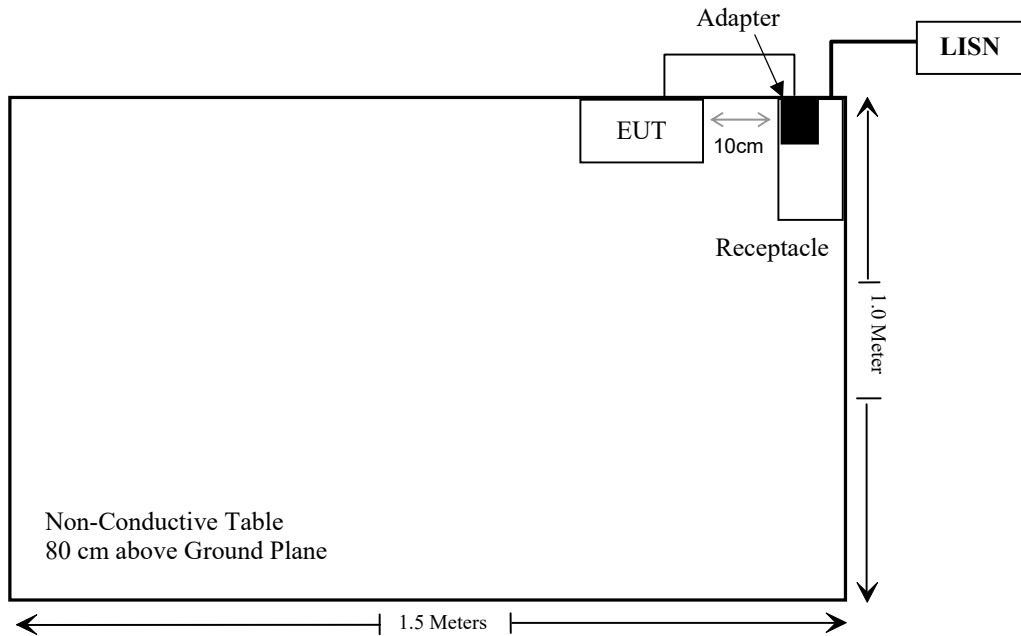 Adapter
LISN
EUT
10cm
Receptacle
1.0 Meter
Non-Conductive Table
80 cm above Ground Plane
1.5 Meters